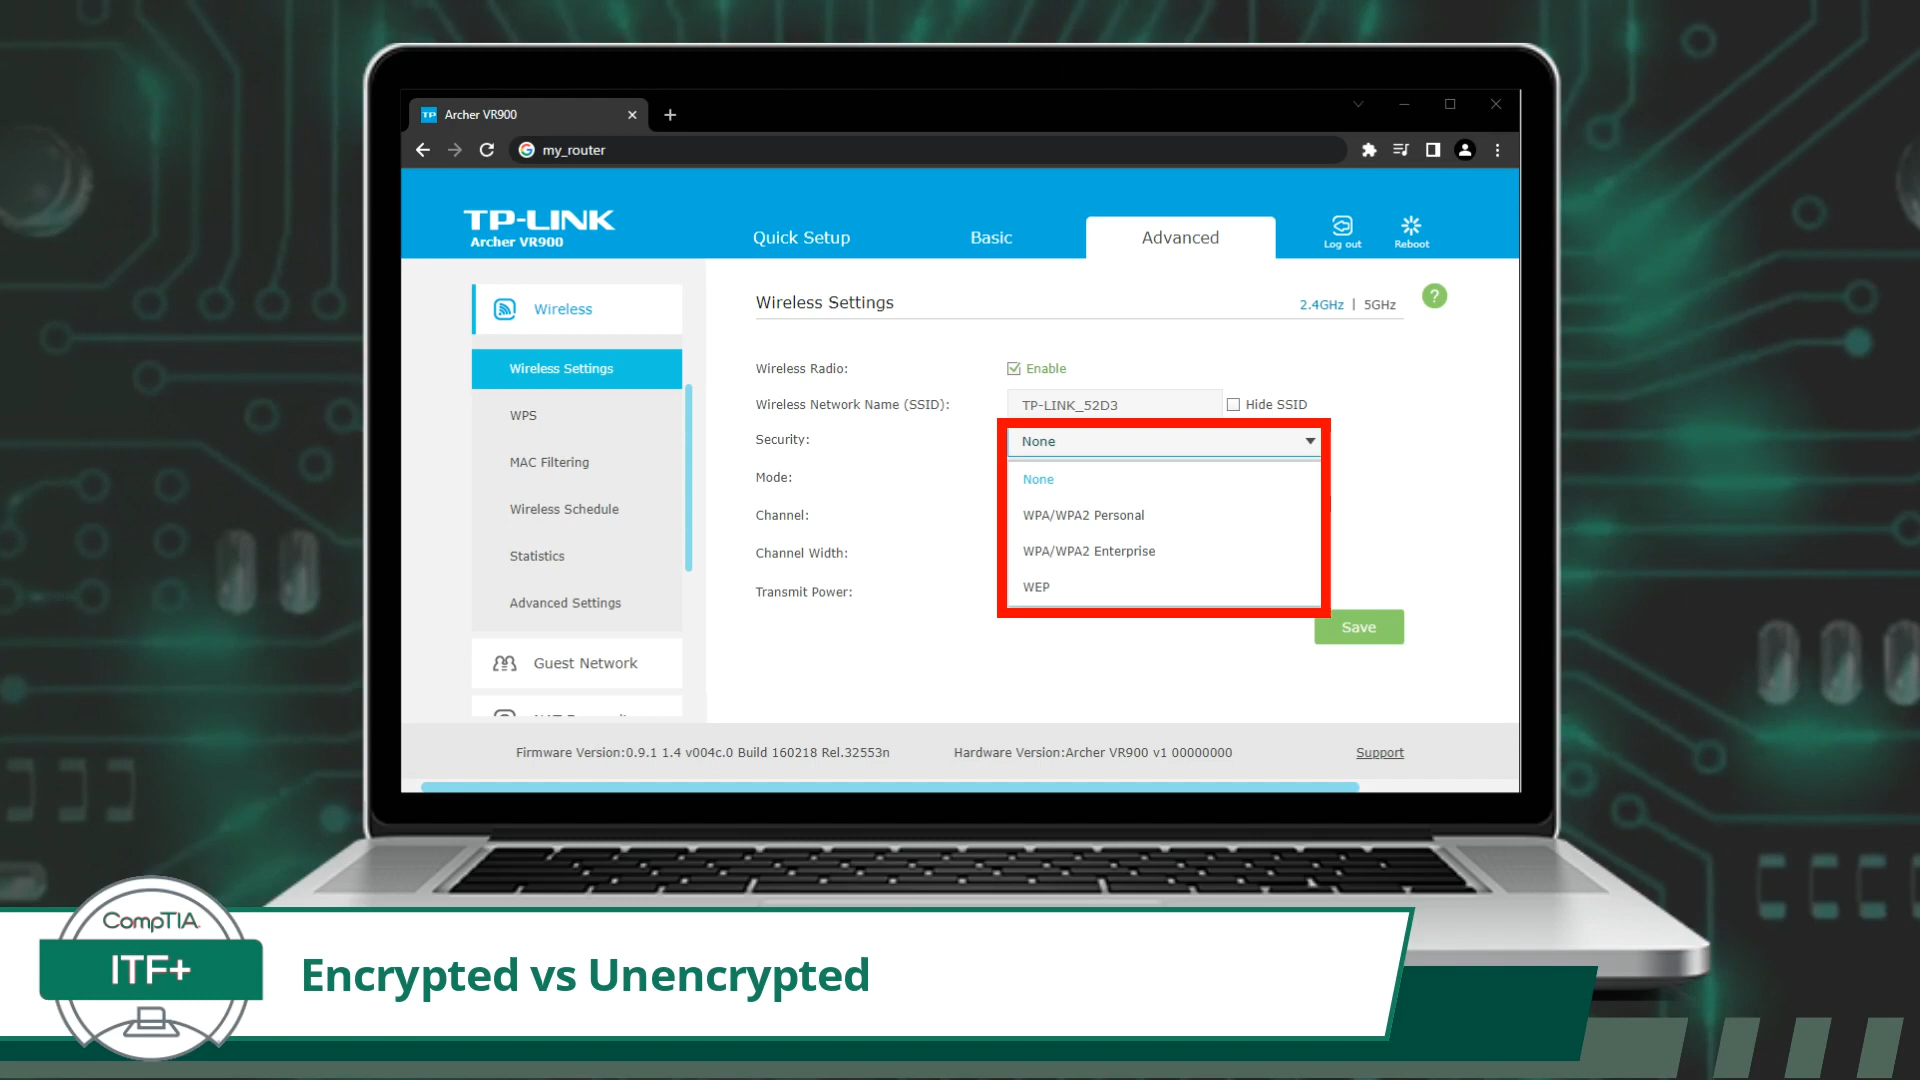 Archer VR900
my_router
TP-LINK
Archer VR900
Quick Setup
Basic
Advanced
Log out
Reboot
Wireless
Wireless Settings
WPS
MAC Filtering
Wireless Schedule
Statistics
Advanced Settings
Guest Network
Wireless Settings
2.4GHz | 5GHz
?
Wireless Radio:
Enable
Wireless Network Name (SSID):
TP-LINK_52D3
Hide SSID
Security:
None
None
WPA/WPA2 Personal
WPA/WPA2 Enterprise
WEP
Mode:
Channel:
Channel Width:
Transmit Power:
Save
Firmware Version:0.9.1 1.4 v004c.0 Build 160218 Rel.32553n
Hardware Version:Archer VR900 v1 00000000
Support
CompTIA
ITF+
Encrypted vs Unencrypted